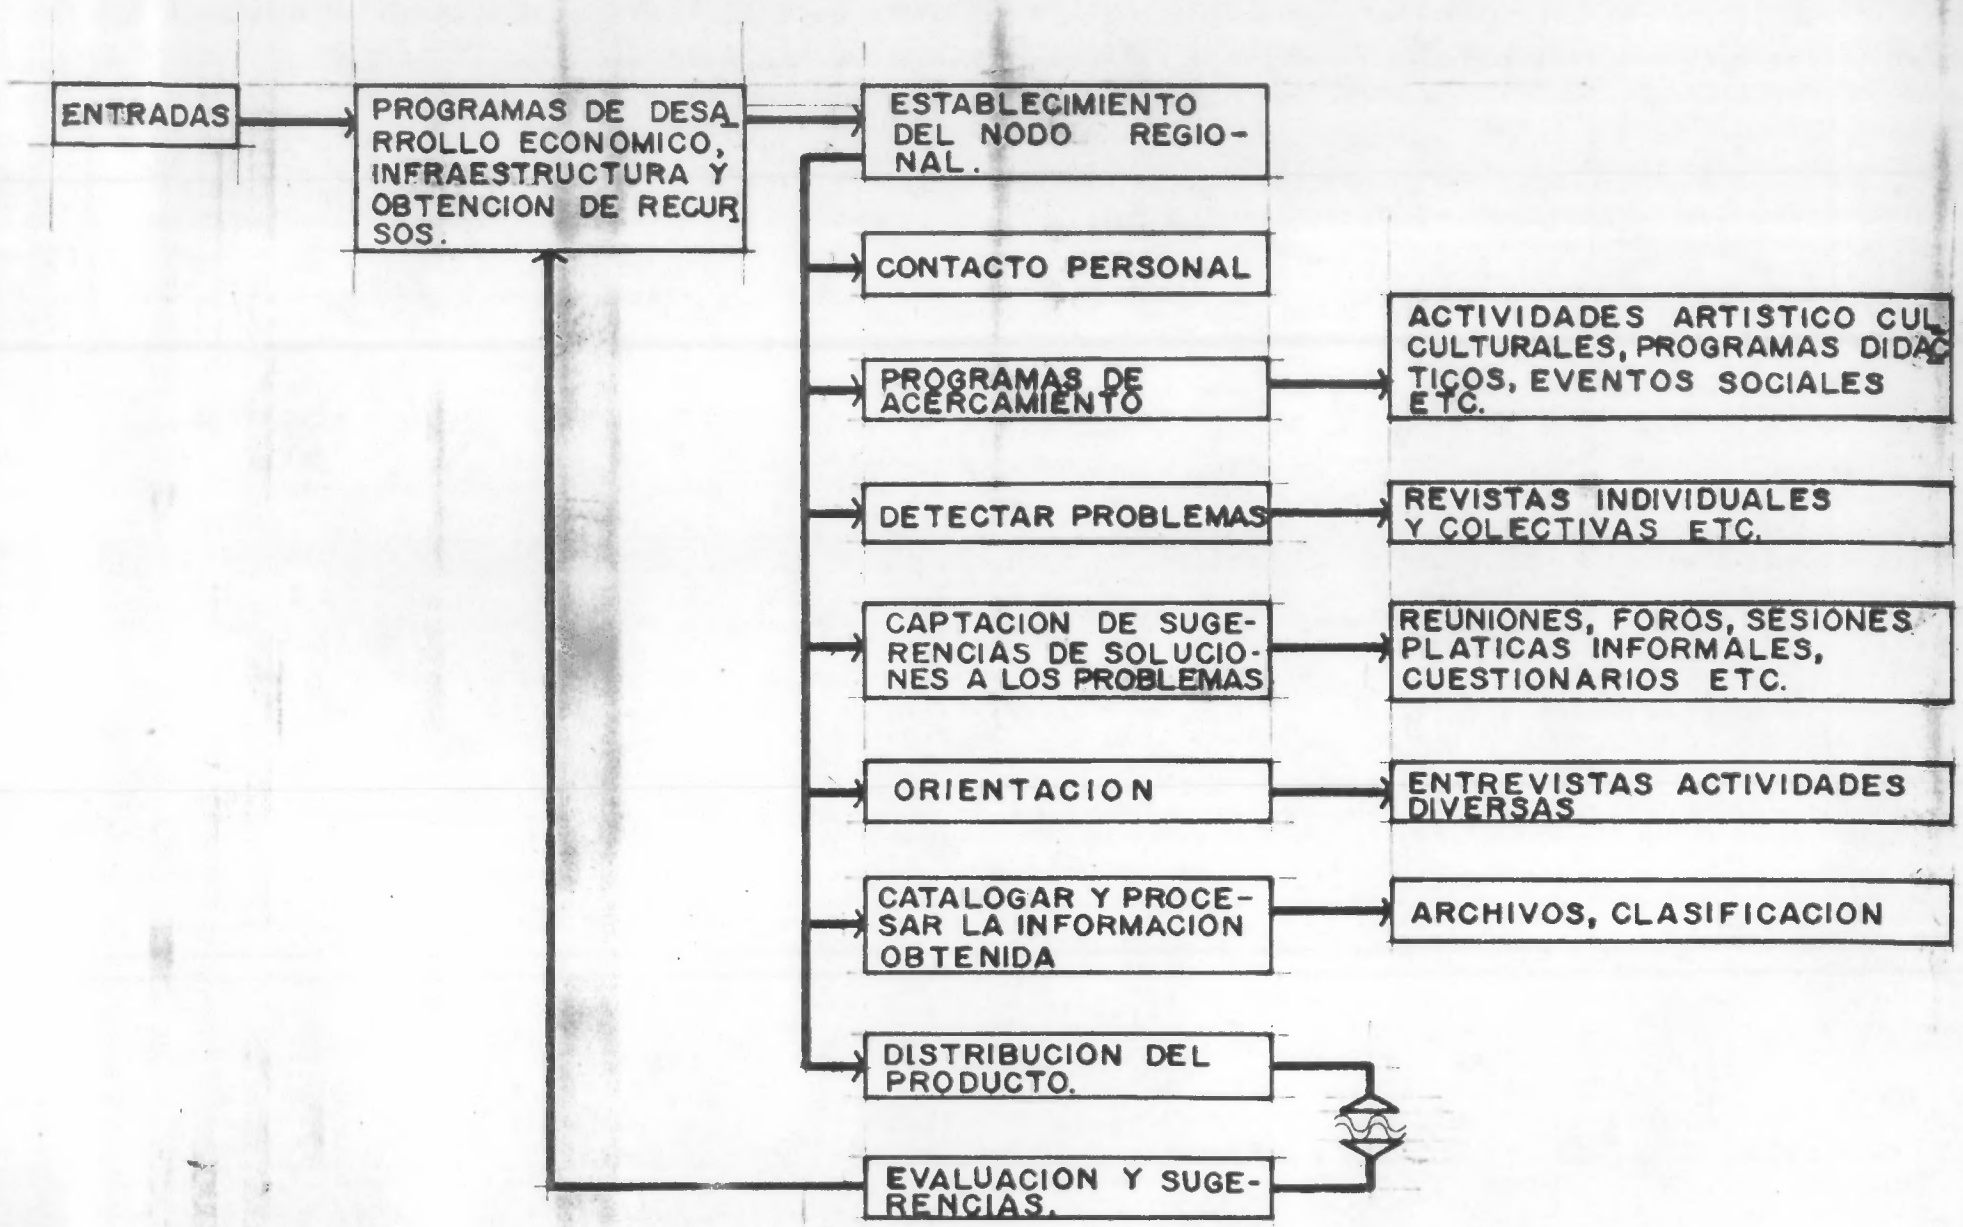 ENTRADAS
PROGRAMAS DE DESA
RROLLO ECONOMICO,
INFRAESTRUCTURA Y
OBTENCION DE RECUR
SOS.
ESTABLECIMIENTO
DEL NODO REGIO-
NAL.
CONTACTO PERSONAL
PROGRAMAS DE
ACERCAMIENTO
ACTIVIDADES ARTISTICO CUL
CULTURALES, PROGRAMAS DIDAC
TICOS, EVENTOS SOCIALES
ETC.
DETECTAR PROBLEMAS
REVISTAS INDIVIDUALES
Y COLECTIVAS ETC.
CAPTACION DE SUGE-
RENCIAS DE SOLUCIO-
NES A LOS PROBLEMAS
REUNIONES, FOROS, SESIONES
PLATICAS INFORMALES,
CUESTIONARIOS ETC.
ORIENTACION
ENTREVISTAS ACTIVIDADES
DIVERSAS
CATALOGAR Y PROCE-
SAR LA INFORMACION
OBTENIDA
ARCHIVOS, CLASIFICACION
DISTRIBUCION DEL
PRODUCTO.
EVALUACION Y SUGE-
RENCIAS.